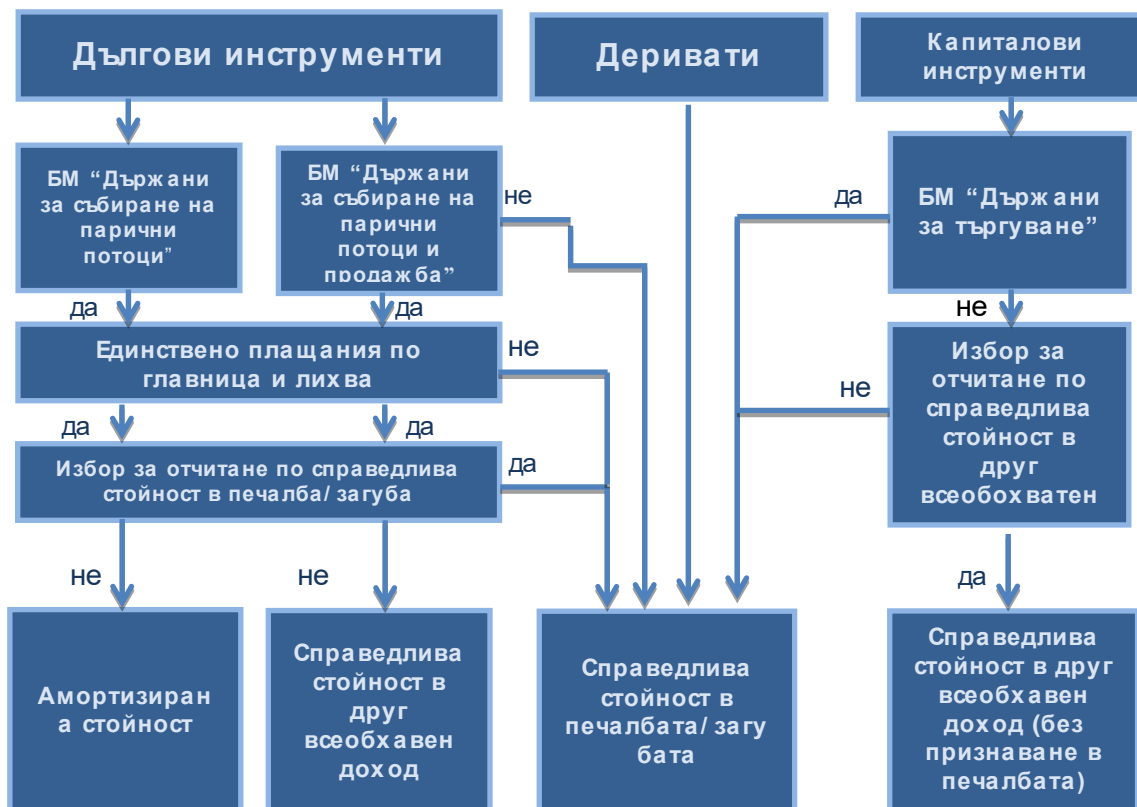 Дългови инструменти
Деривати
Капиталови
инструменти
БМ “Държани
за събиране на
парични
потоци”
БМ “Държани
за събиране на
парични
потоци и
продажба”
не
да
БМ “Държани
за търгуване”
да
да
не
Единствено плащания по
главница и лихва
не
Избор за
отчитане по
справедлива
стойност в
друг
всеобхватен
не
да
да
Избор за отчитане по справедлива
стойност в печалба/ загуба
да
не
не
да
Амортизиран
а стойност
Справедлива
стойност в
друг
всеобхавен
доход
Справедлива
стойност в
печалбата/ загу
бата
Справедлива
стойност в друг
всеобхавен
доход (без
признаване в
печалбата)